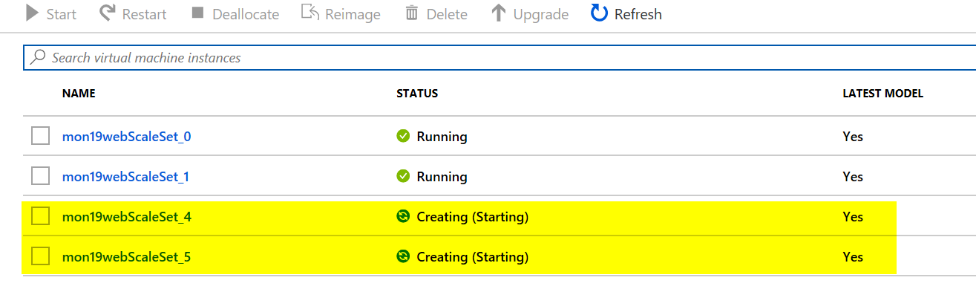 Start Restart Deallocate Reimage Delete Upgrade Refresh
Search virtual machine instances
NAME STATUS LATEST MODEL
mon19webScaleSet_0 Running Yes
mon19webScaleSet_1 Running Yes
mon19webScaleSet_4 Creating (Starting) Yes
mon19webScaleSet_5 Creating (Starting) Yes